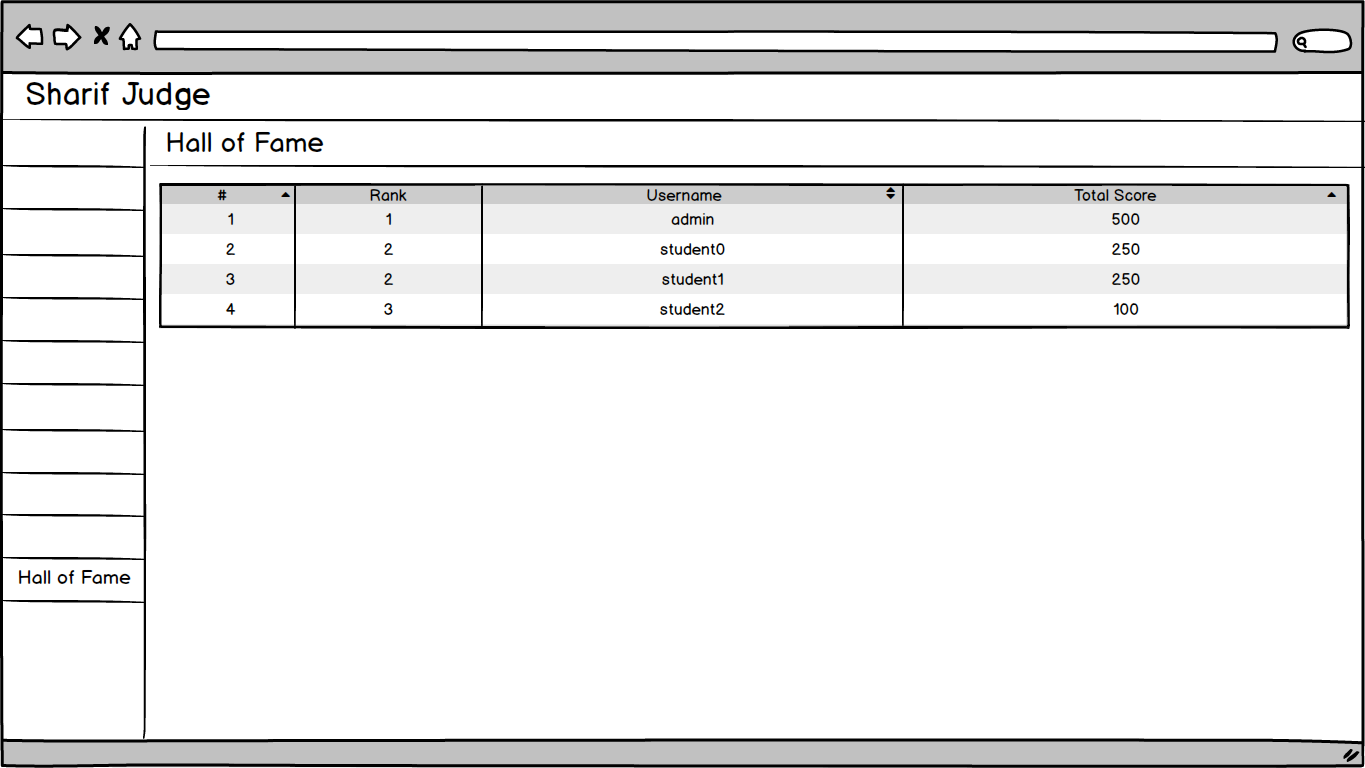 Sharif Judge
Hall of Fame
# Rank Username Total Score
1 1 admin 500
2 2 student0 250
3 2 student1 250
4 3 student2 100
Hall of Fame